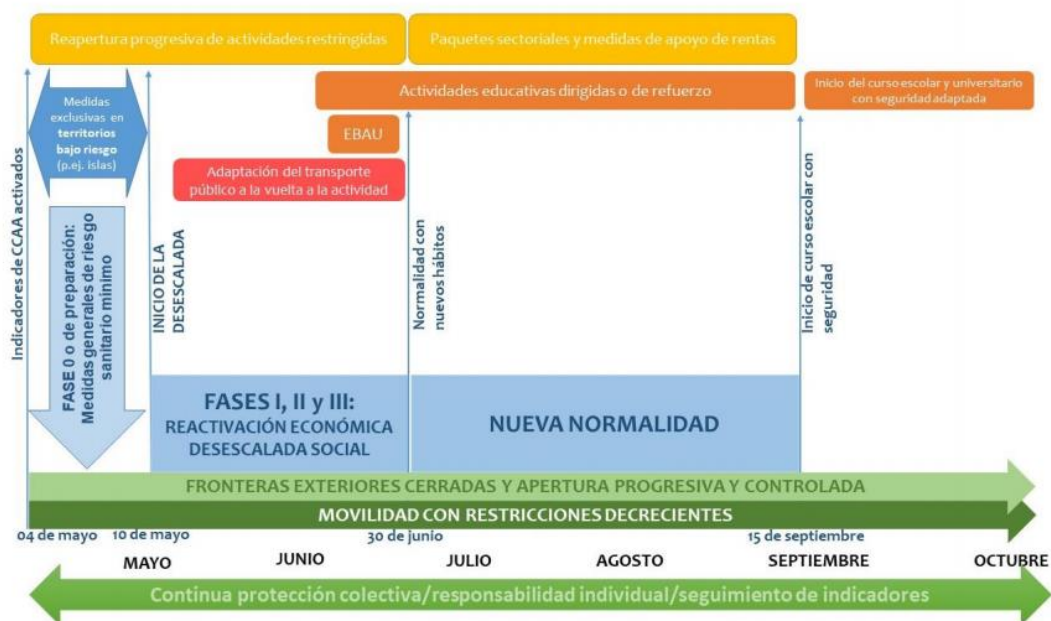 Reapertura progresiva de actividades restringidas
Paquetes sectoriales y medidas de apoyo de rentas
Medidas
exclusivas en
territorios
bajo riesgo
(p.ej. islas)
Actividades educativas dirigidas o de refuerzo
Inicio del curso escolar y universitario
con seguridad adaptada
EBAU
Adaptación del transporte
público a la vuelta a la actividad
Indicadores de CCAA activados
FASE 0 o de preparación:
Medidas generales de riesgo
sanitario mínimo
INICIO DE LA
DESESCALADA
Normalidad con
nuevos hábitos
Inicio de curso escolar con
seguridad
FASES I, II y III:
REACTIVACIÓN ECONÓMICA
DESESCALADA SOCIAL
NUEVA NORMALIDAD
FRONTERAS EXTERIORES CERRADAS Y APERTURA PROGRESIVA Y CONTROLADA
MOVILIDAD CON RESTRICCIONES DECRECIENTES
04 de mayo
10 de mayo
30 de junio
15 de septiembre
MAYO
JUNIO
JULIO
AGOSTO
SEPTIEMBRE
OCTUBRE
Continua protección colectiva/responsabilidad individual/seguimiento de indicadores